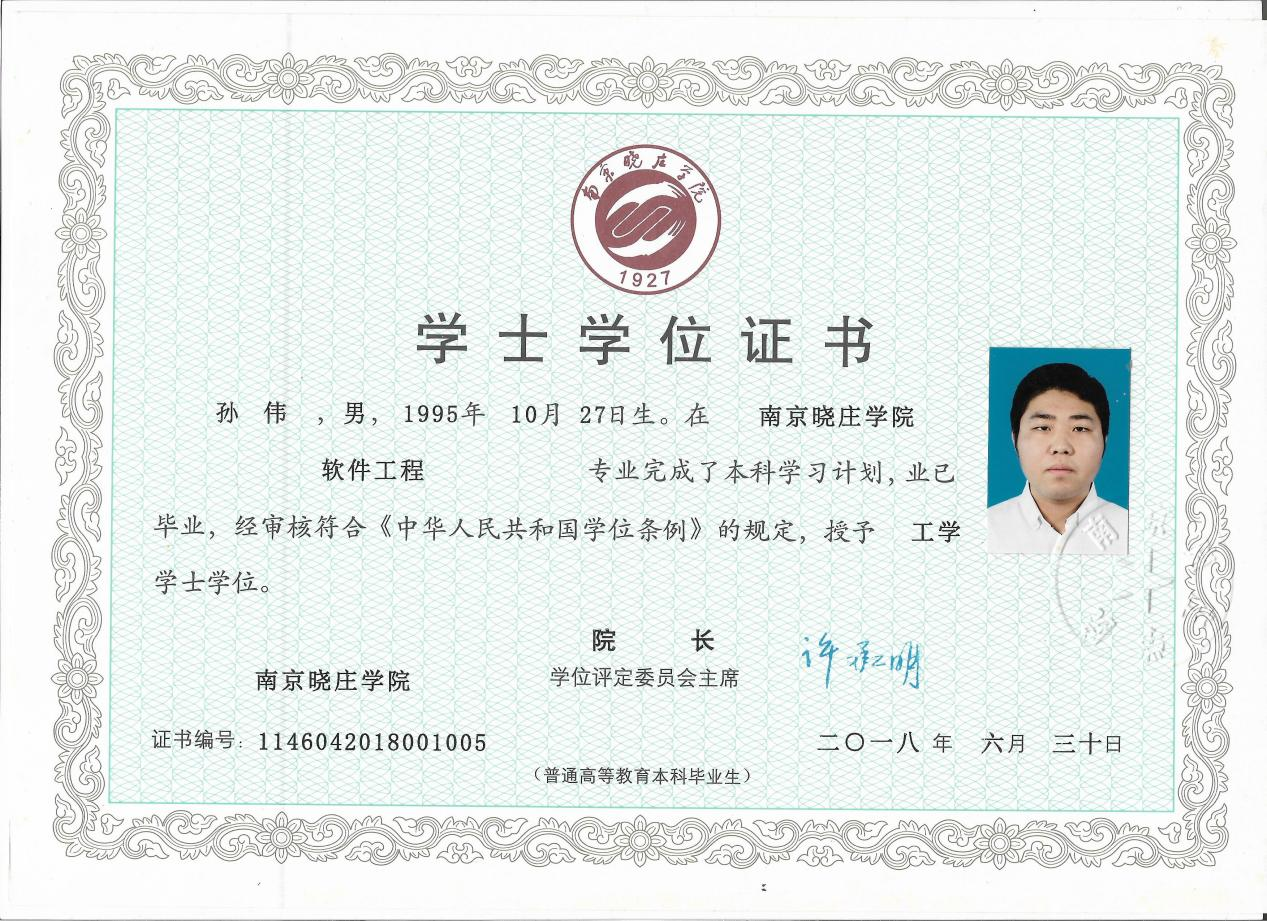 南京晓庄学院
1927
学士学位证书
孙 伟 ，男， 1995年 10月 27日生。在 南京晓庄学院
软件工程 专业完成了本科学习计划，业已
毕业，经审核符合《中华人民共和国学位条例》的规定，授予 工学
学士学位。
院 长
南京晓庄学院 学位评定委员会主席 许承明
证书编号：1146042018001005 二〇一八 年 六月 三十日
（普通高等教育本科毕业生）